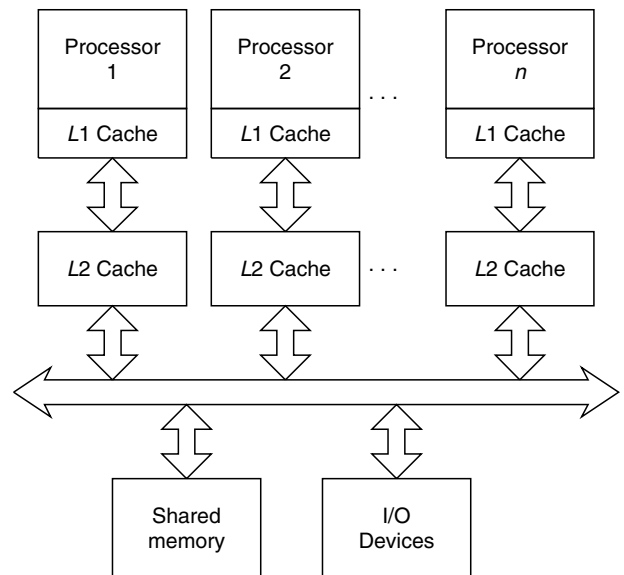 Processor
1
Processor
2
. . .
Processor
n
L1 Cache
L1 Cache
L1 Cache
L2 Cache
L2 Cache
. . .
L2 Cache
Shared
memory
I/O
Devices